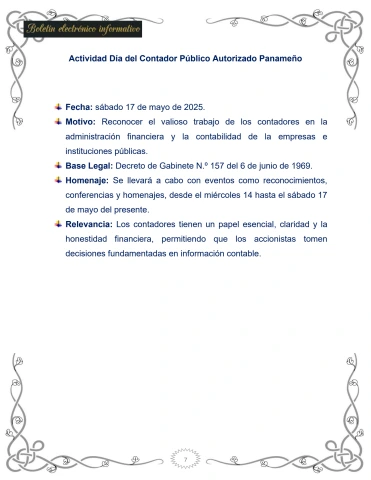 Boletín electrónico informativo
Actividad Día del Contador Público Autorizado Panameño
Fecha: sábado 17 de mayo de 2025.
Motivo: Reconocer el valioso trabajo de los contadores en la
administración financiera y la contabilidad de la empresas e
instituciones públicas.
Base Legal: Decreto de Gabinete N.º 157 del 6 de junio de 1969.
Homenaje: Se llevará a cabo con eventos como reconocimientos,
conferencias y homenajes, desde el miércoles 14 hasta el sábado 17
de mayo del presente.
Relevancia: Los contadores tienen un papel esencial, claridad y la
honestidad financiera, permitiendo que los accionistas tomen
decisiones fundamentadas en información contable.
7